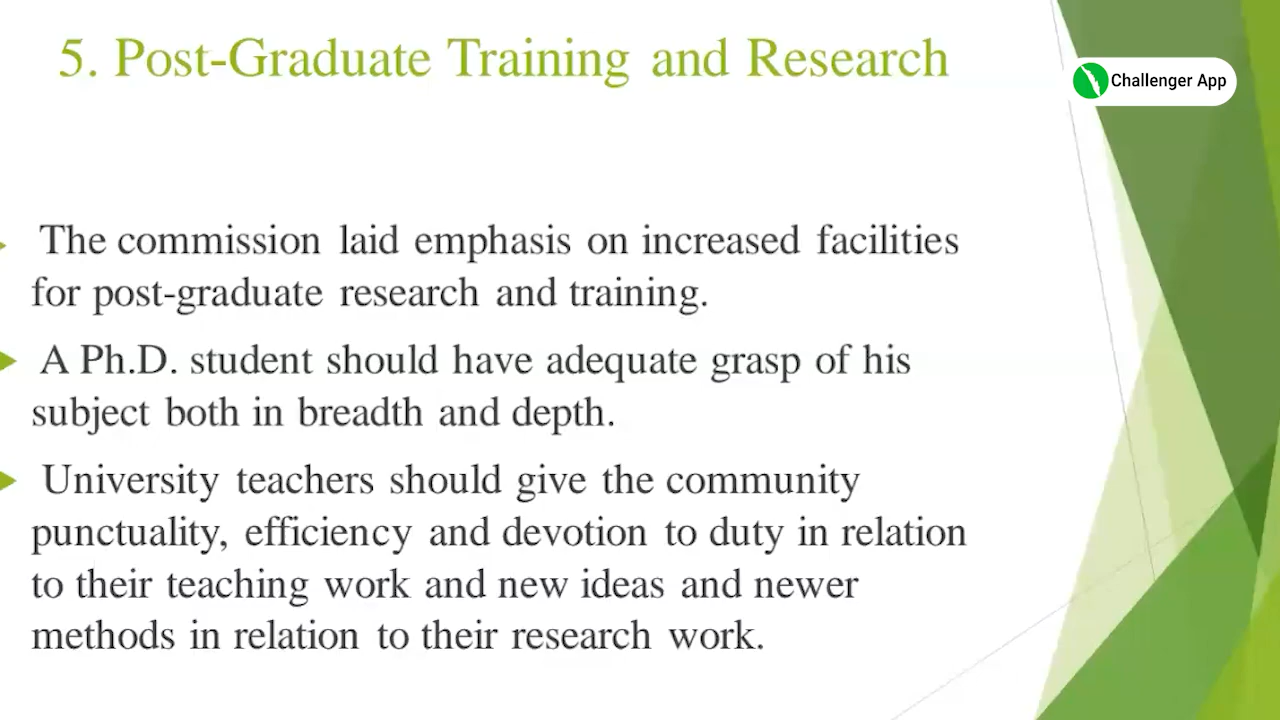 5. Post-Graduate Training and Research
Challenger App
The commission laid emphasis on increased facilities
for post-graduate research and training.
A Ph.D. student should have adequate grasp of his
subject both in breadth and depth.
University teachers should give the community
punctuality, efficiency and devotion to duty in relation
to their teaching work and new ideas and newer
methods in relation to their research work.